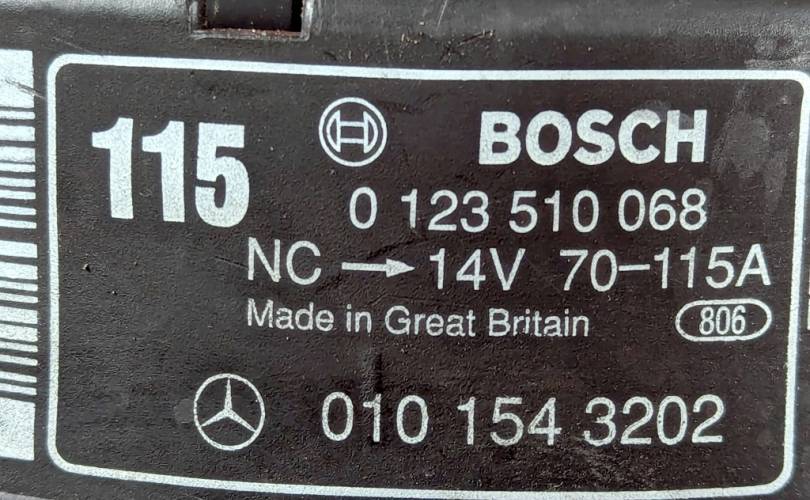 115
BOSCH
0 123 510 068
NC → 14V 70–115A
Made in Great Britain 806
010 154 3202